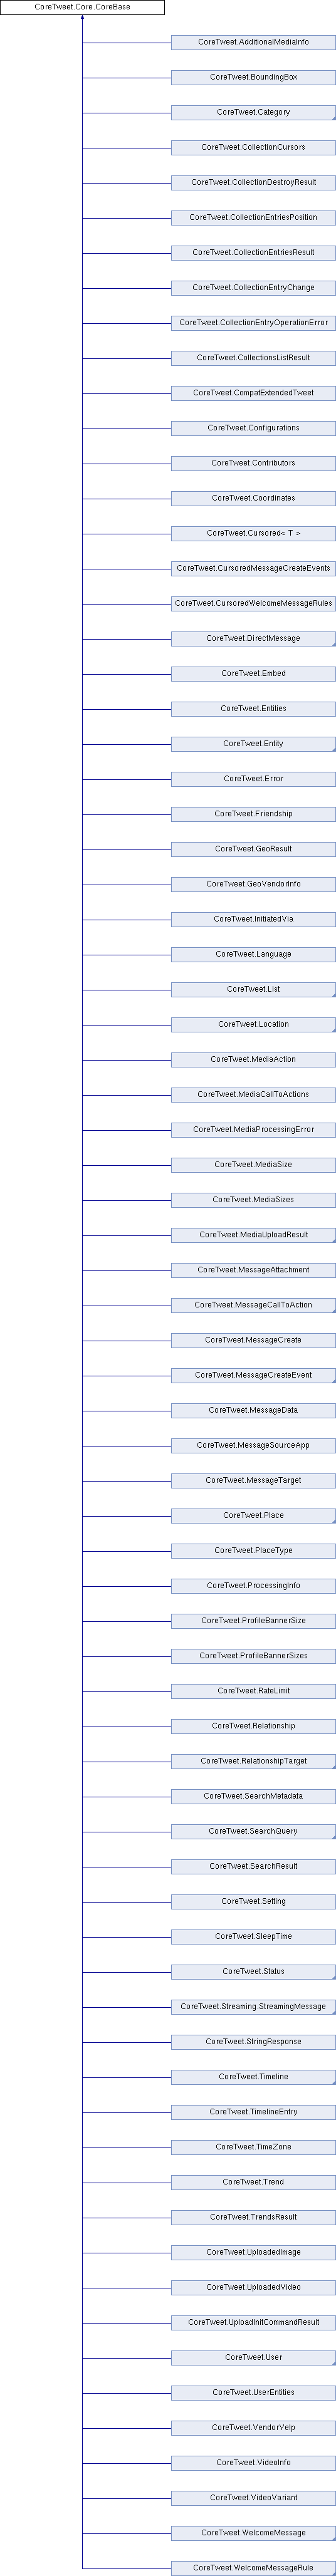 CoreTweet.Core.CoreBase
CoreTweet.AdditionalMediaInfo
CoreTweet.BoundingBox
CoreTweet.Category
CoreTweet.CollectionCursors
CoreTweet.CollectionDestroyResult
CoreTweet.CollectionEntriesPosition
CoreTweet.CollectionEntriesResult
CoreTweet.CollectionEntryChange
CoreTweet.CollectionEntryOperationError
CoreTweet.CollectionsListResult
CoreTweet.CompatExtendedTweet
CoreTweet.Configurations
CoreTweet.Contributors
CoreTweet.Coordinates
CoreTweet.Cursored< T >
CoreTweet.CursoredMessageCreateEvents
CoreTweet.CursoredWelcomeMessageRules
CoreTweet.DirectMessage
CoreTweet.Embed
CoreTweet.Entities
CoreTweet.Entity
CoreTweet.Error
CoreTweet.Friendship
CoreTweet.GeoResult
CoreTweet.GeoVendorInfo
CoreTweet.InitiatedVia
CoreTweet.Language
CoreTweet.List
CoreTweet.Location
CoreTweet.MediaAction
CoreTweet.MediaCallToActions
CoreTweet.MediaProcessingError
CoreTweet.MediaSize
CoreTweet.MediaSizes
CoreTweet.MediaUploadResult
CoreTweet.MessageAttachment
CoreTweet.MessageCallToAction
CoreTweet.MessageCreate
CoreTweet.MessageCreateEvent
CoreTweet.MessageData
CoreTweet.MessageSourceApp
CoreTweet.MessageTarget
CoreTweet.Place
CoreTweet.PlaceType
CoreTweet.ProcessingInfo
CoreTweet.ProfileBannerSize
CoreTweet.ProfileBannerSizes
CoreTweet.RateLimit
CoreTweet.Relationship
CoreTweet.RelationshipTarget
CoreTweet.SearchMetadata
CoreTweet.SearchQuery
CoreTweet.SearchResult
CoreTweet.Setting
CoreTweet.SleepTime
CoreTweet.Status
CoreTweet.Streaming.StreamingMessage
CoreTweet.StringResponse
CoreTweet.Timeline
CoreTweet.TimelineEntry
CoreTweet.TimeZone
CoreTweet.Trend
CoreTweet.TrendsResult
CoreTweet.UploadedImage
CoreTweet.UploadedVideo
CoreTweet.UploadInitCommandResult
CoreTweet.User
CoreTweet.UserEntities
CoreTweet.VendorYelp
CoreTweet.VideoInfo
CoreTweet.VideoVariant
CoreTweet.WelcomeMessage
CoreTweet.WelcomeMessageRule